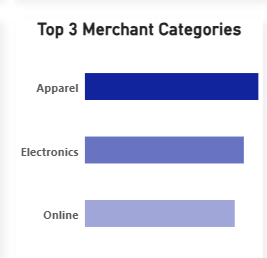 Top 3 Merchant Categories
Apparel
Electronics
Online